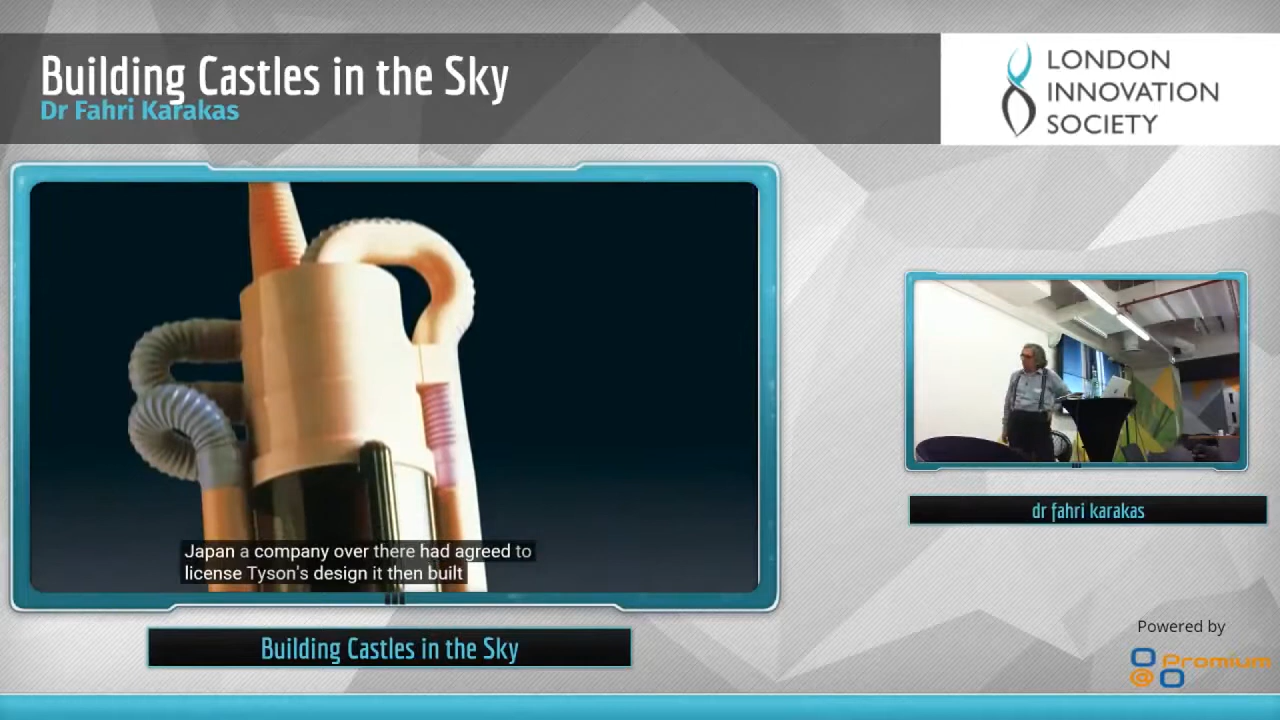 Building Castles in the Sky
Dr Fahri Karakas
LONDON
INNOVATION
SOCIETY
Japan a company over there had agreed to
license Tyson's design it then built
dr fahri karakas
Building Castles in the Sky
Powered by
Promium